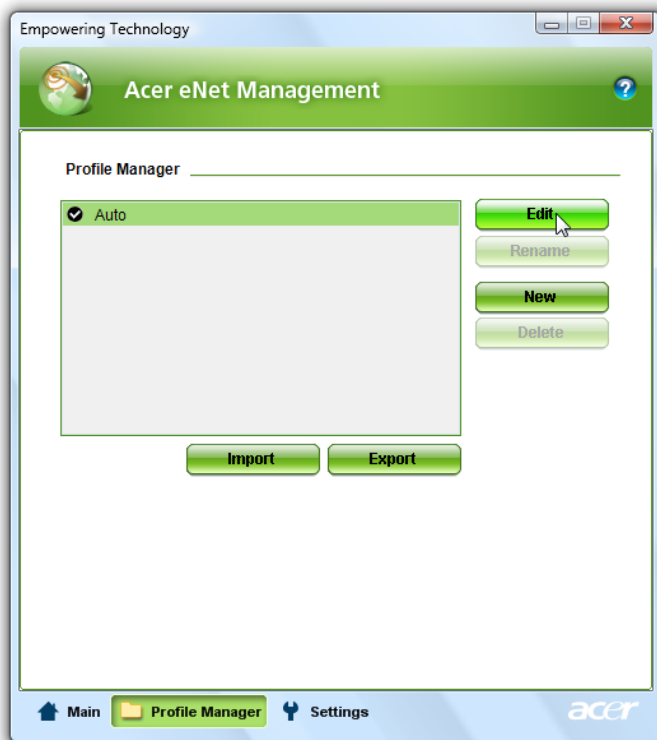 Empowering Technology
Acer eNet Management
?
Profile Manager
Auto
Edit
Rename
New
Delete
Import Export
Main Profile Manager Settings acer